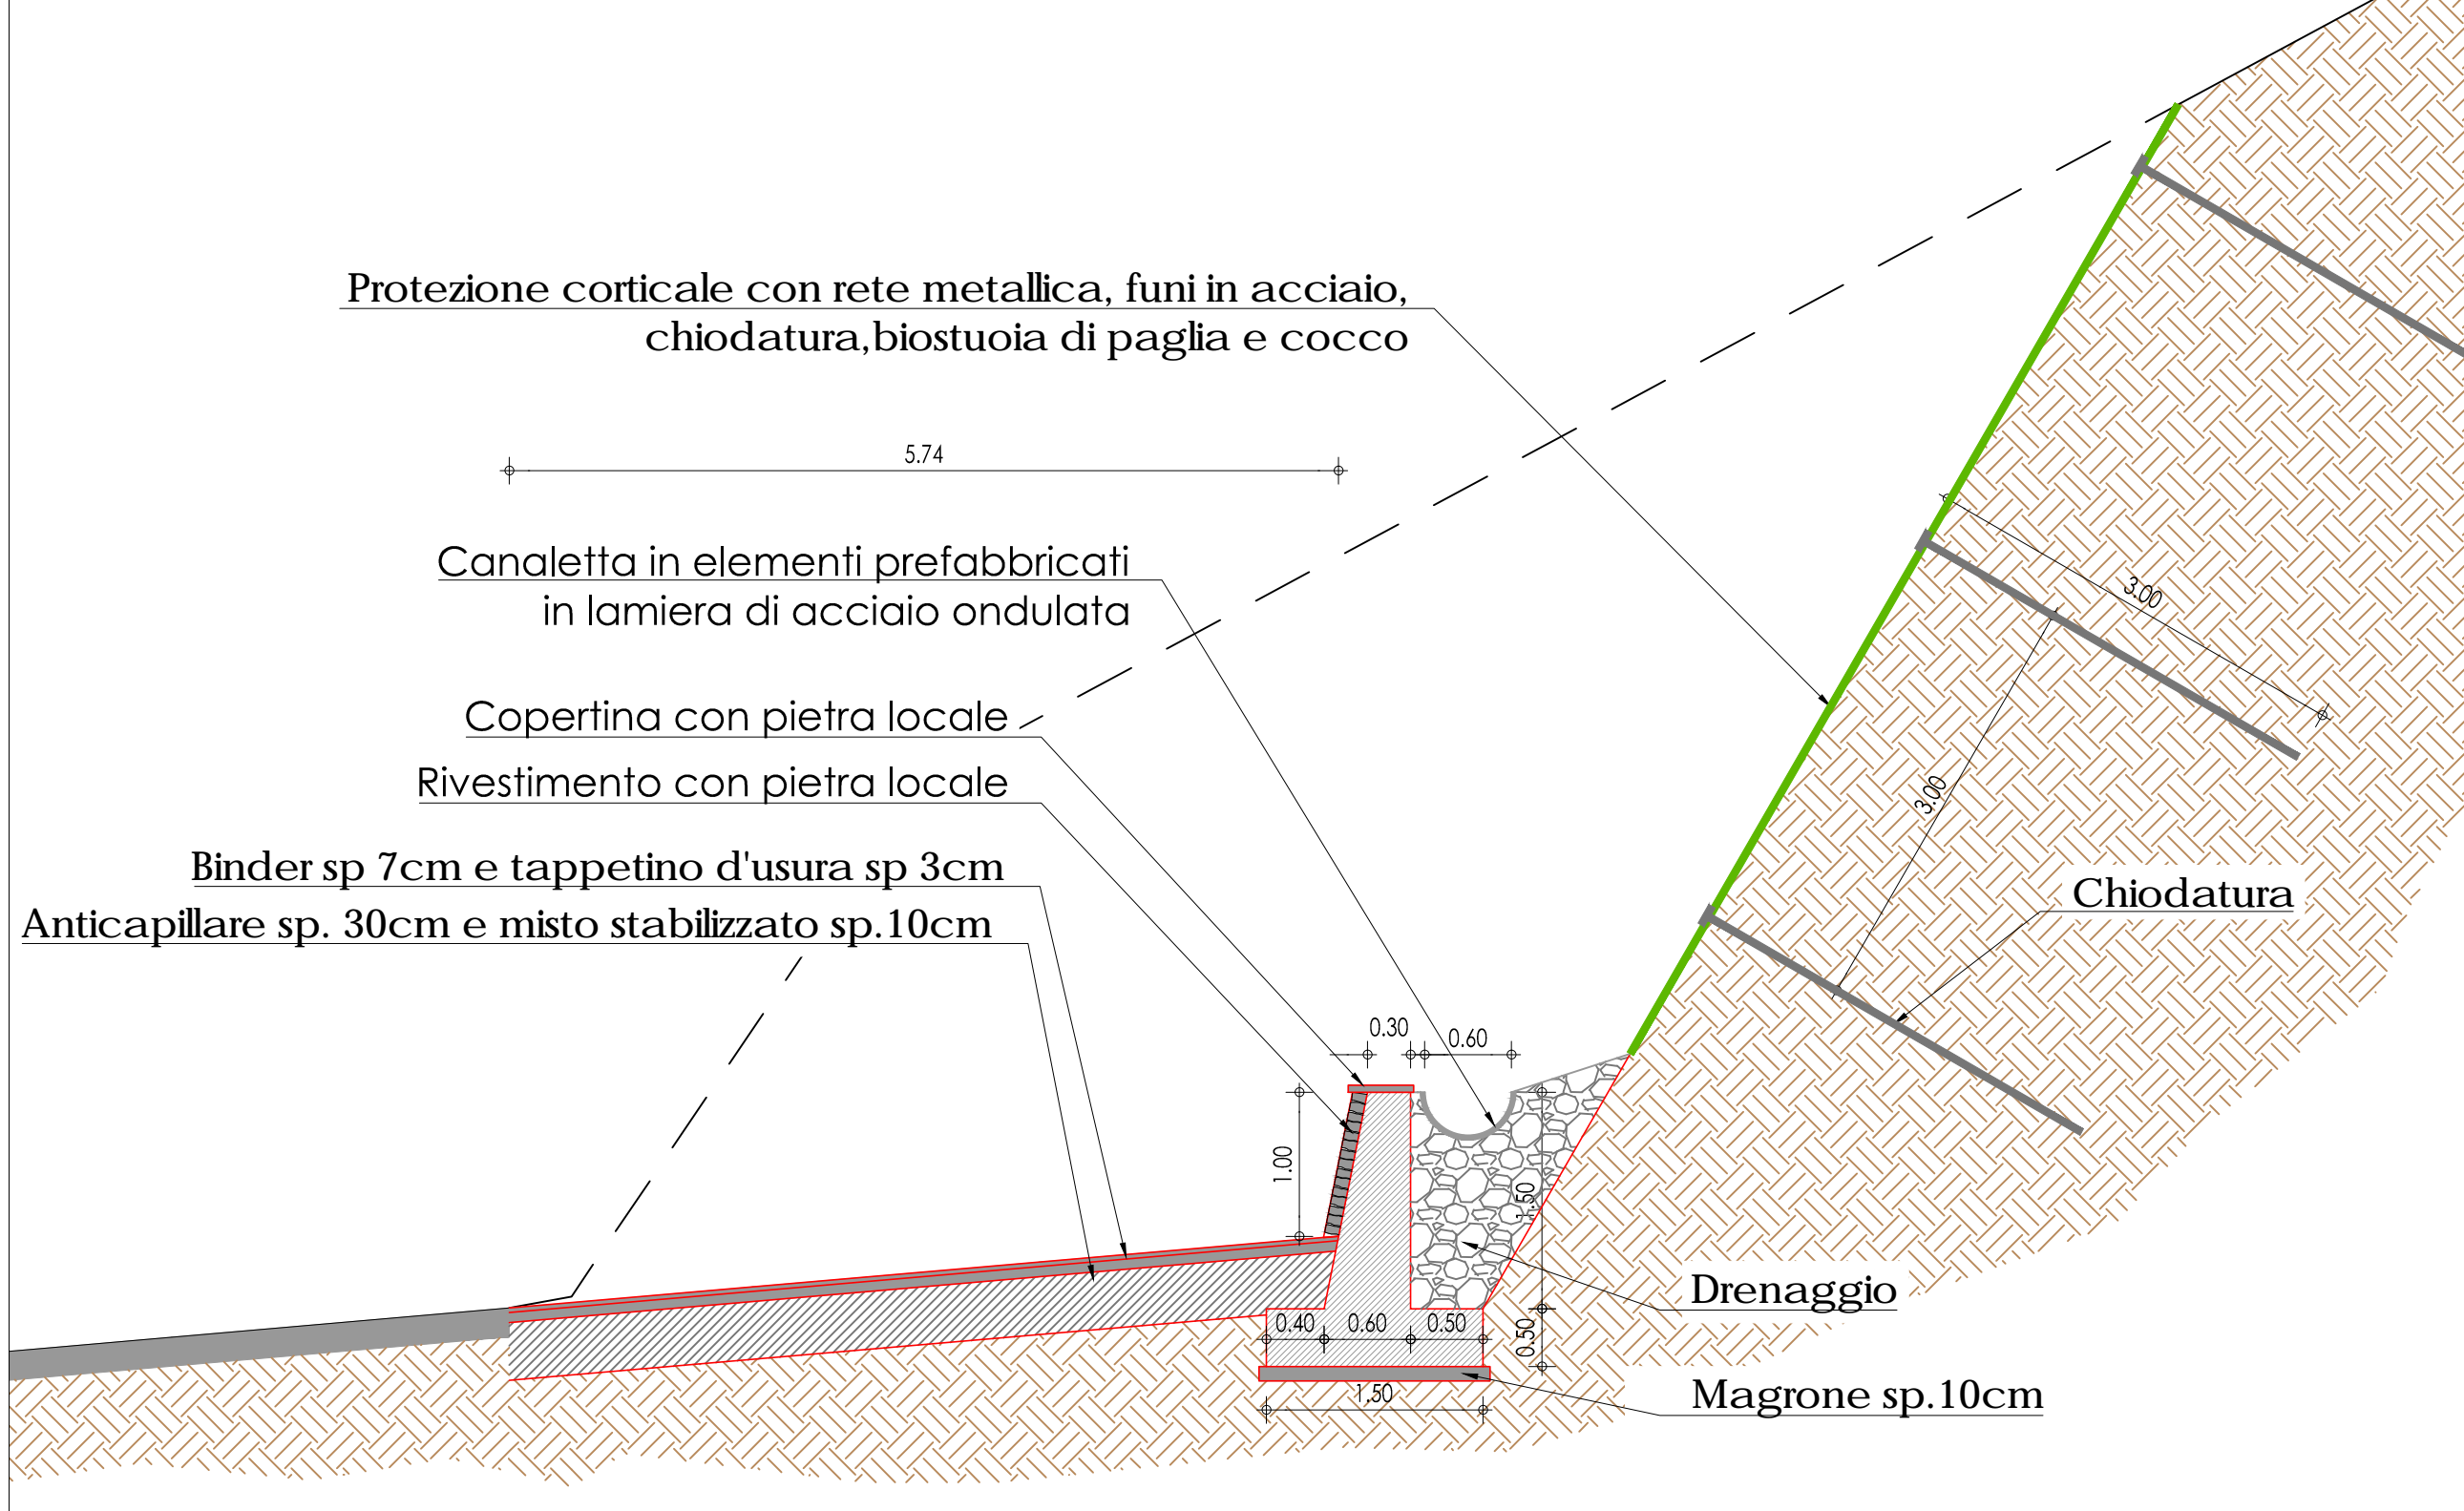 Protezione corticale con rete metallica, funi in acciaio,
chiodatura,biostuoia di paglia e cocco
5.74
Canaletta in elementi prefabbricati
in lamiera di acciaio ondulata
3.00
Copertina con pietra locale
Rivestimento con pietra locale
3.00
Binder sp 7cm e tappetino d'usura sp 3cm
Chiodatura
Anticapillare sp. 30cm e misto stabilizzato sp.10cm
0.30
0.60
1.00
1.50
Drenaggio
0.40
0.60
0.50
0.50
1.50
Magrone sp.10cm